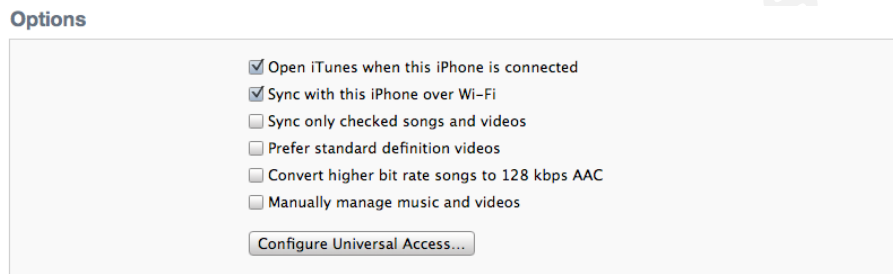 Options
Open iTunes when this iPhone is connected
Sync with this iPhone over Wi-Fi
Sync only checked songs and videos
Prefer standard definition videos
Convert higher bit rate songs to 128 kbps AAC
Manually manage music and videos
Configure Universal Access...